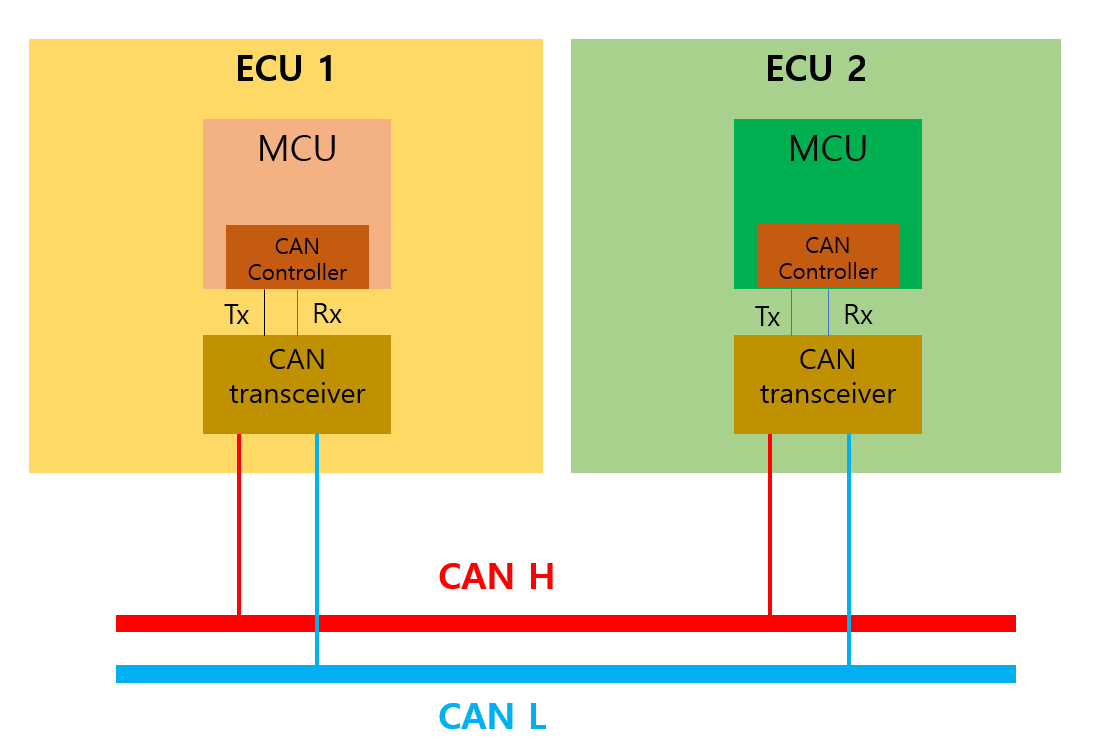 ECU 1
MCU
CAN
Controller
Tx
Rx
CAN
transceiver
ECU 2
MCU
CAN
Controller
Tx
Rx
CAN
transceiver
CAN H
CAN L